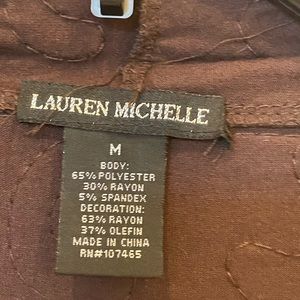 LAUREN MICHELLE
M
BODY:
65% POLYESTER
30% RAYON
5% SPANDEX
DECORATION:
63% RAYON
37% OLEFIN
MADE IN CHINA
RN#107465